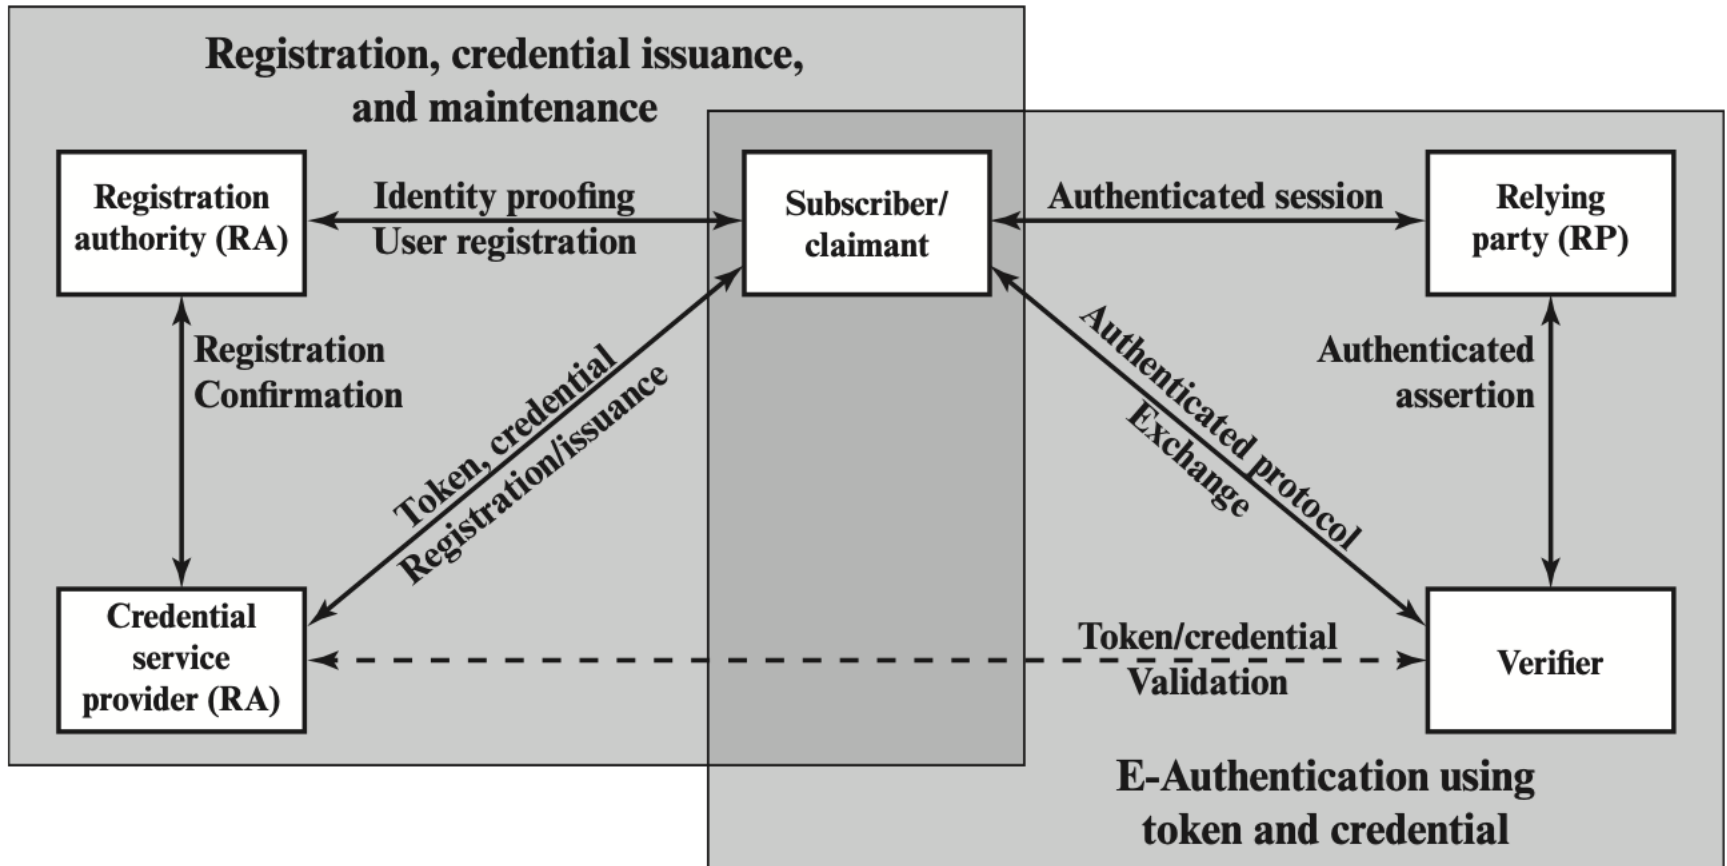 Registration, credential issuance,
and maintenance
Registration
authority (RA)
Identity proofing
User registration
Subscriber/
claimant
Authenticated session
Relying
party (RP)
Registration
Confirmation
Token, credential
Registration/issuance
Authenticated protocol
Exchange
Authenticated
assertion
Credential
service
provider (RA)
Token/credential
Validation
Verifier
E-Authentication using
token and credential